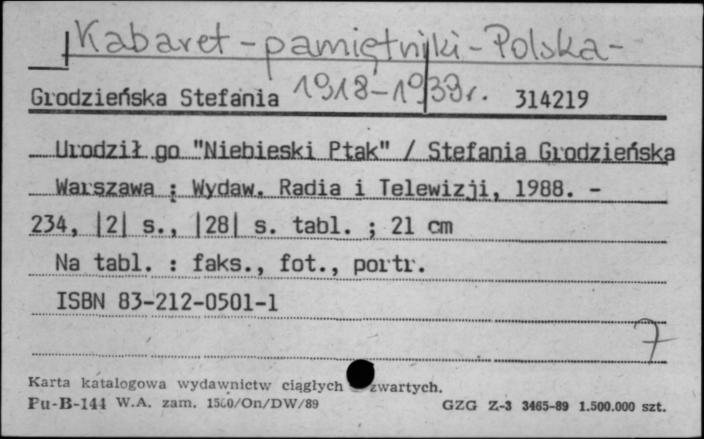 Kabaret - pamiętniki - Polska -
1918-1939r.
Grodzieńska Stefania 314219
Urodził go "Niebieski Ptak" / Stefania Grodzieńska
Warszawa : Wydaw. Radia i Telewizji, 1988. -
234, |2| s., |28| s. tabl. ; 21 cm
Na tabl. : faks., fot., portr.
ISBN 83-212-0501-1
7
Karta katalogowa wydawnictw ciągłych zwartych.
Pu-B-144 W.A. zam. /On/DW/89 GZG Z-3 3465-89 1.500.000 szt.